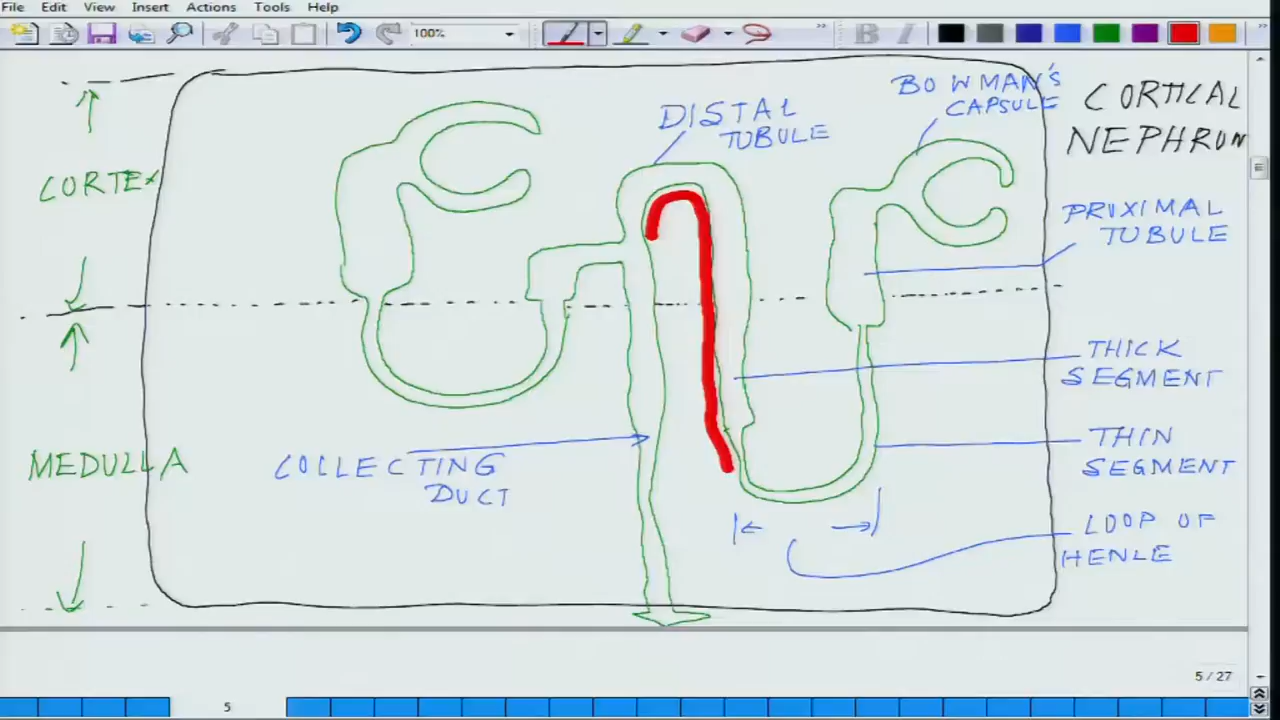 File Edit View Insert Actions Tools Help
100%
B I
CORTICAL
NEPHRON
BOWMAN'S
CAPSULE
DISTAL
TUBULE
CORTEX
PROXIMAL
TUBULE
THICK
SEGMENT
THIN
SEGMENT
MEDULLA
COLLECTING
DUCT
LOOP OF
HENLE
5 / 27
5